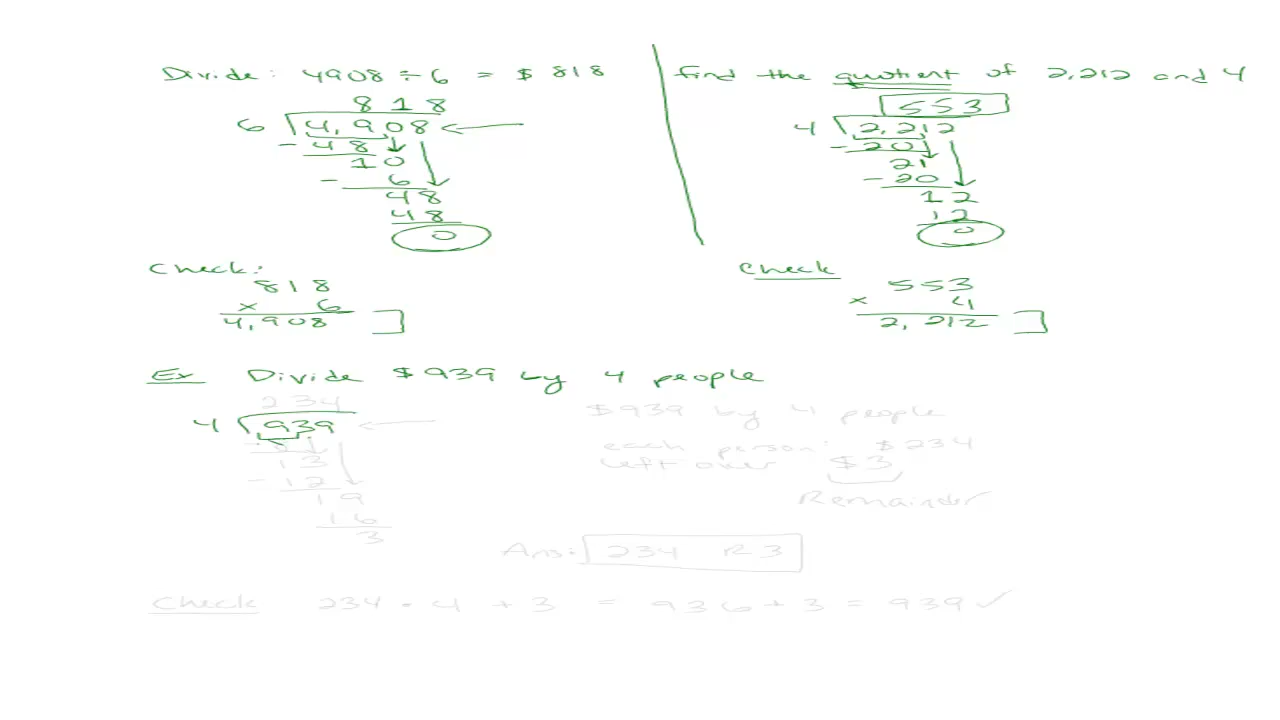 Divide: 4908 ÷ 6 = $ 818
818
6 4,908
- 48
10
- 6
48
48
0
Check:
818
x 6
4,908
find the quotient of 2,212 and 4
553
4 2,212
- 20
21
- 20
12
12
0
Check
553
x 4
2,212
Ex Divide $939 by 4 people
234
4 939
- 8
13
- 12
19
16
3
$939 by 4 people
each person: $234
left over $3
Remainder
Ans: 234 R3
Check 234 · 4 + 3 = 936 + 3 = 939 ✓